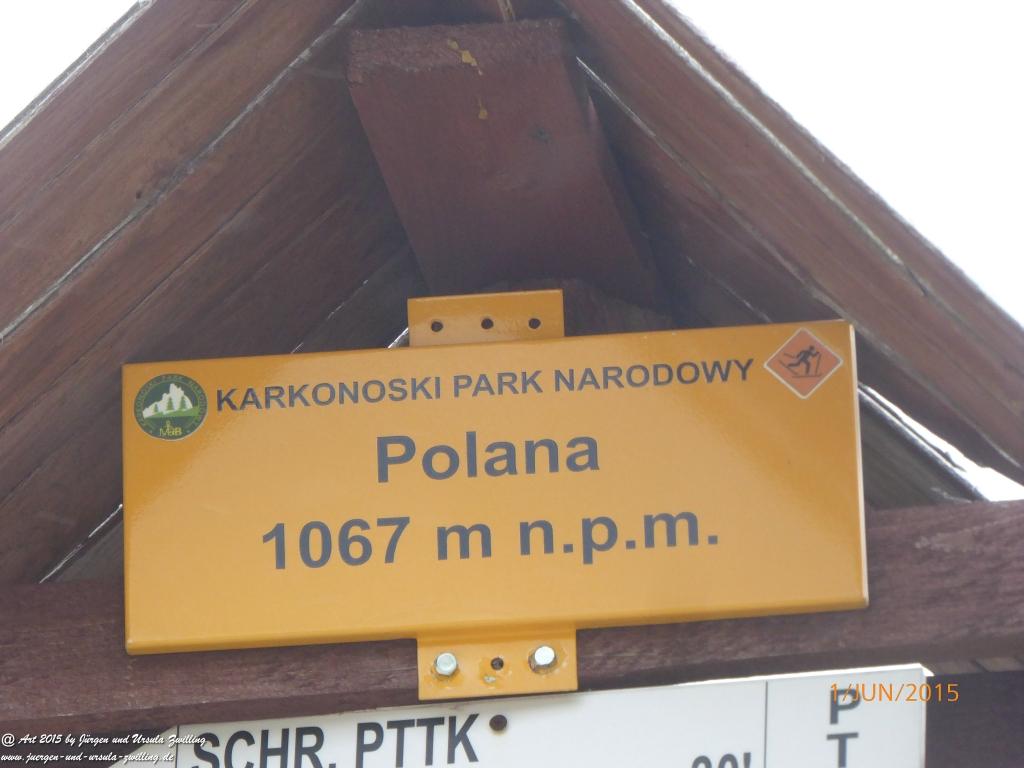 KARKONOSKI PARK NARODOWY
Polana
1067 m n.p.m.
1/JUN/2015
SCHR. PTTK
P
T
@ Art 2015 by Jürgen und Ursula Zwilling
www.juergen-und-ursula-zwilling.de